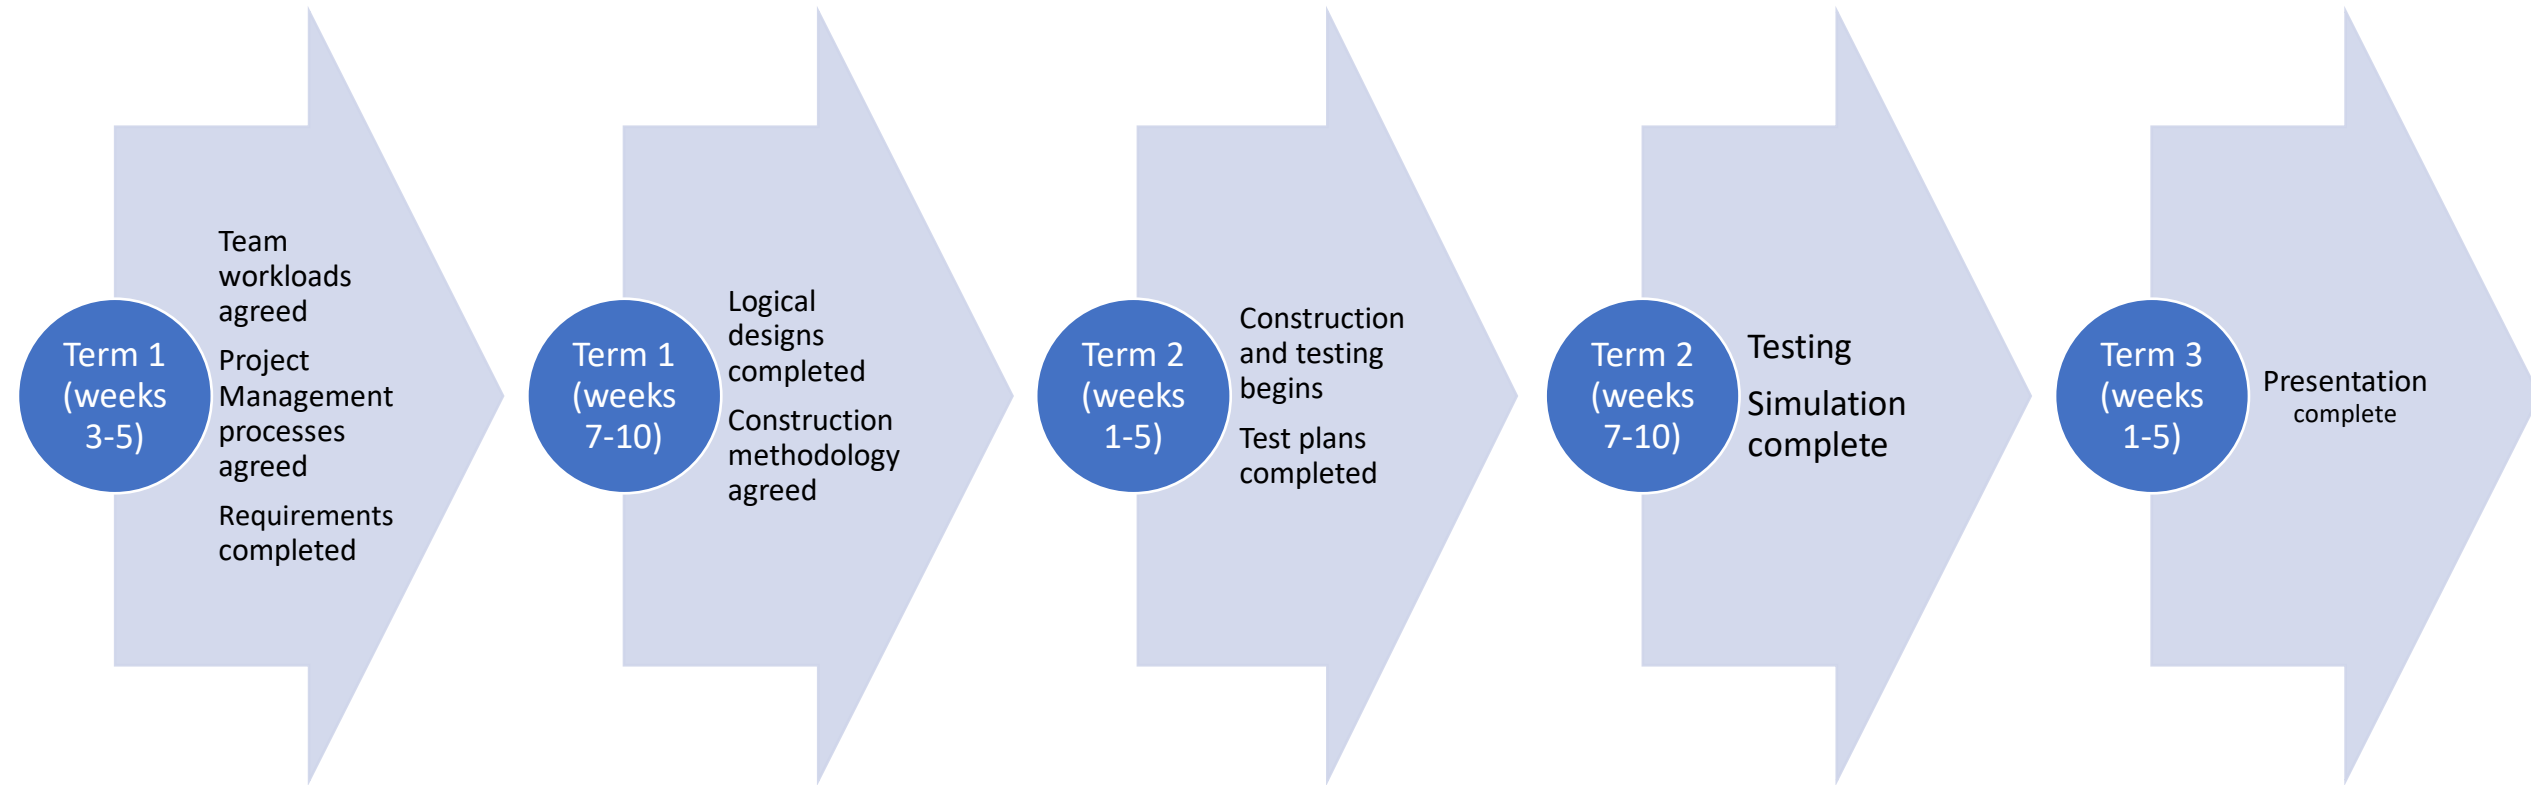 Term 1
(weeks
3-5)
Team
workloads
agreed
Project
Management
processes
agreed
Requirements
completed
Term 1
(weeks
7-10)
Logical
designs
completed
Construction
methodology
agreed
Term 2
(weeks
1-5)
Construction
and testing
begins
Test plans
completed
Term 2
(weeks
7-10)
Testing
Simulation
complete
Term 3
(weeks
1-5)
Presentation
complete